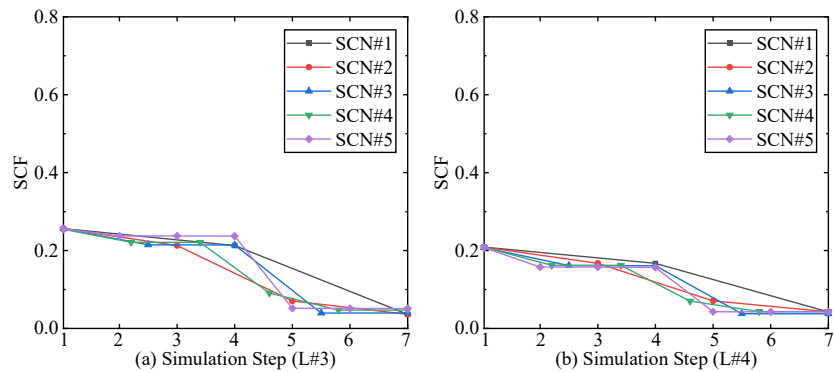 0.8
0.6
0.4
0.2
0.0
SCF
SCN#1
SCN#2
SCN#3
SCN#4
SCN#5
1 2 3 4 5 6 7
(a) Simulation Step (L#3)
0.8
0.6
0.4
0.2
0.0
SCF
SCN#1
SCN#2
SCN#3
SCN#4
SCN#5
1 2 3 4 5 6 7
(b) Simulation Step (L#4)